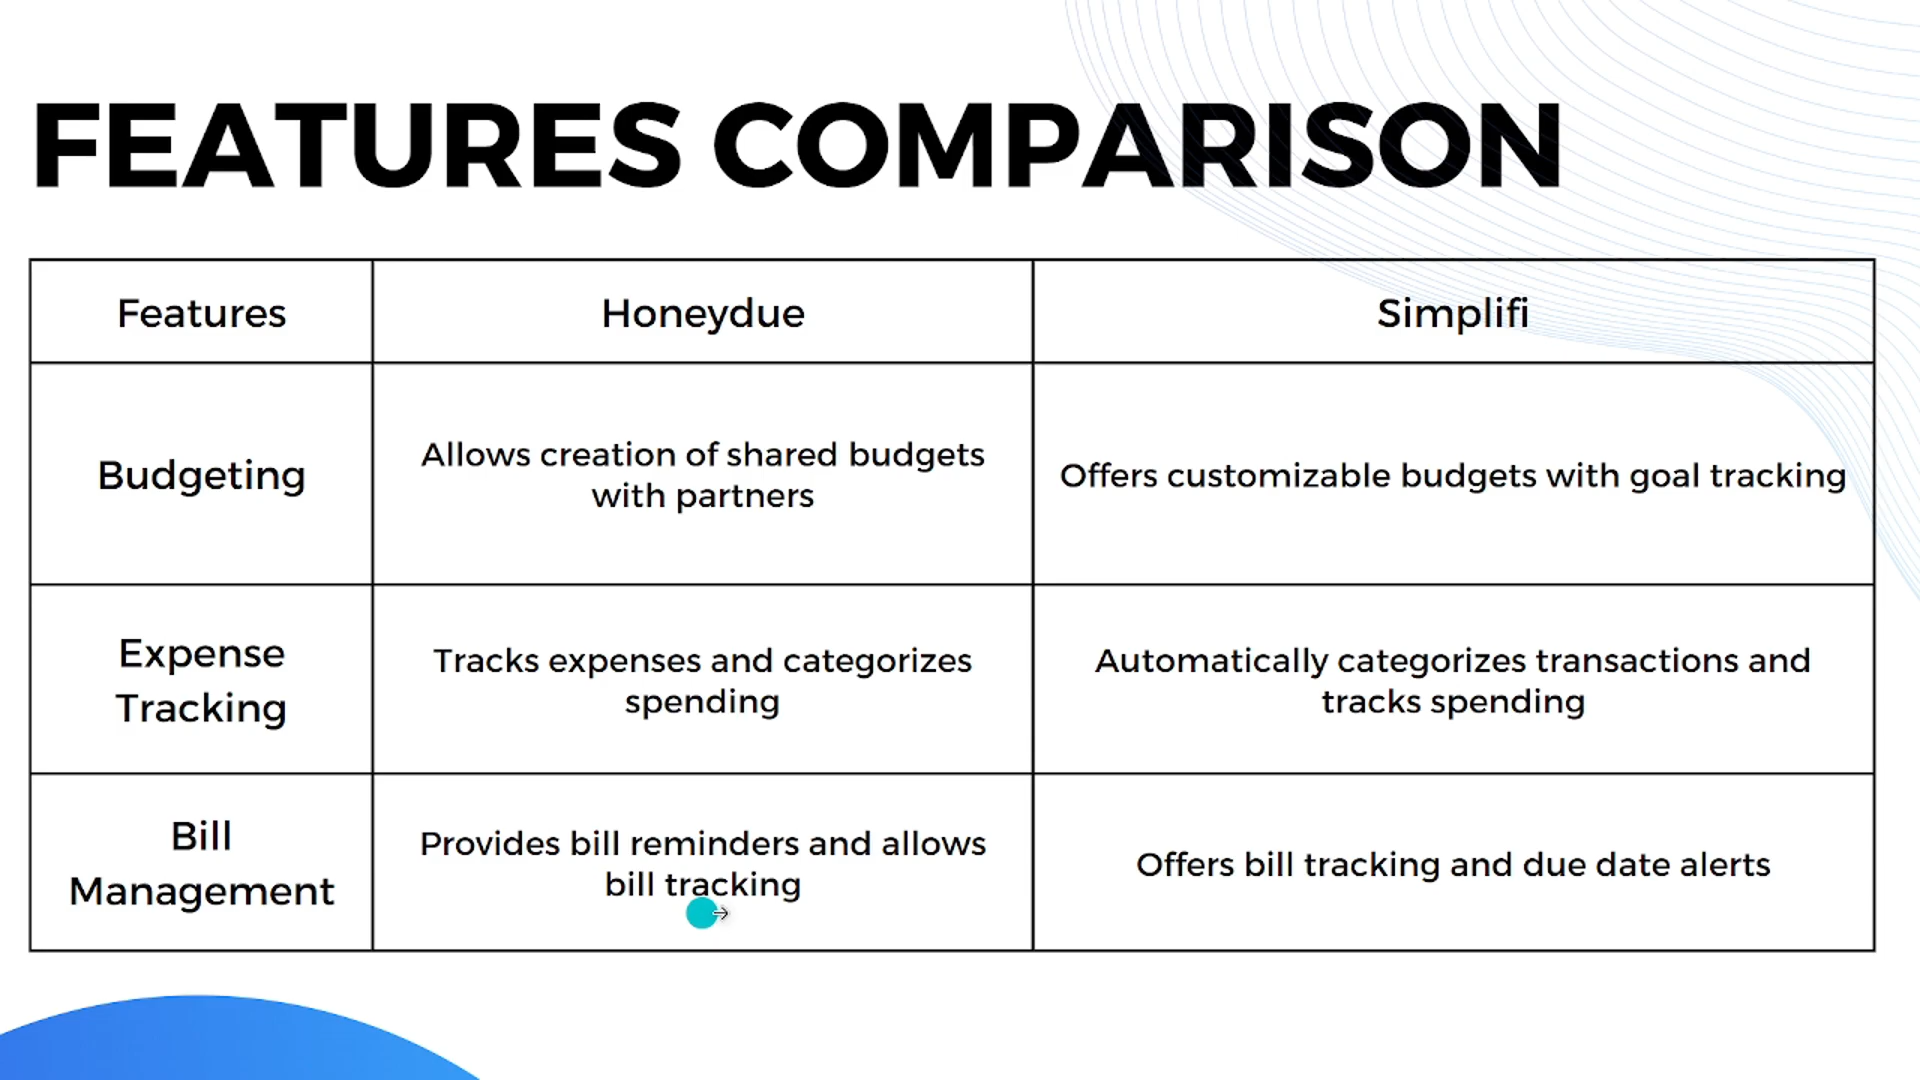 FEATURES COMPARISON
Features
Honeydue
Simplifi
Budgeting
Allows creation of shared budgets
with partners
Offers customizable budgets with goal tracking
Expense
Tracking
Tracks expenses and categorizes
spending
Automatically categorizes transactions and
tracks spending
Bill
Management
Provides bill reminders and allows
bill tracking
Offers bill tracking and due date alerts